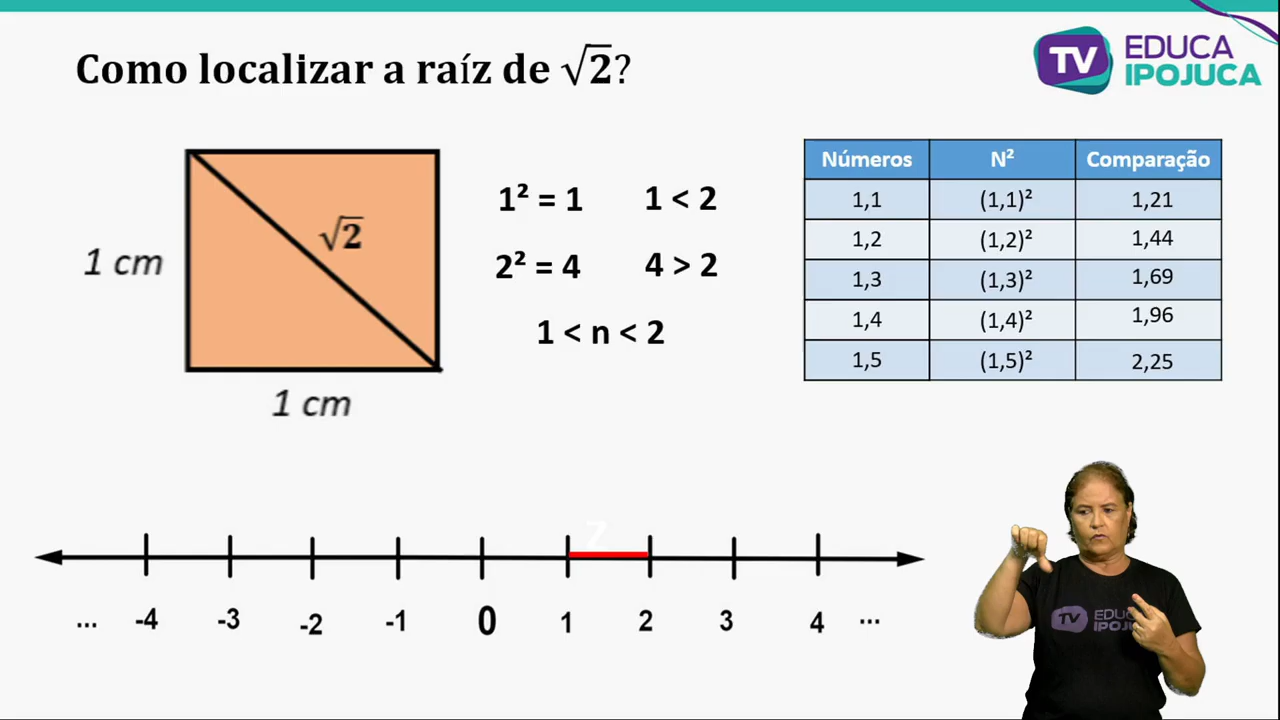 Como localizar a raíz de √2?
TV EDUCA
IPOJUCA
1 cm
√2
1 cm
1² = 1 1 < 2
2² = 4 4 > 2
1 < n < 2
Números N² Comparação
1,1 (1,1)² 1,21
1,2 (1,2)² 1,44
1,3 (1,3)² 1,69
1,4 (1,4)² 1,96
1,5 (1,5)² 2,25
... -4 -3 -2 -1 0 1 2 3 4 ...
TV EDUCA
IPOJUCA